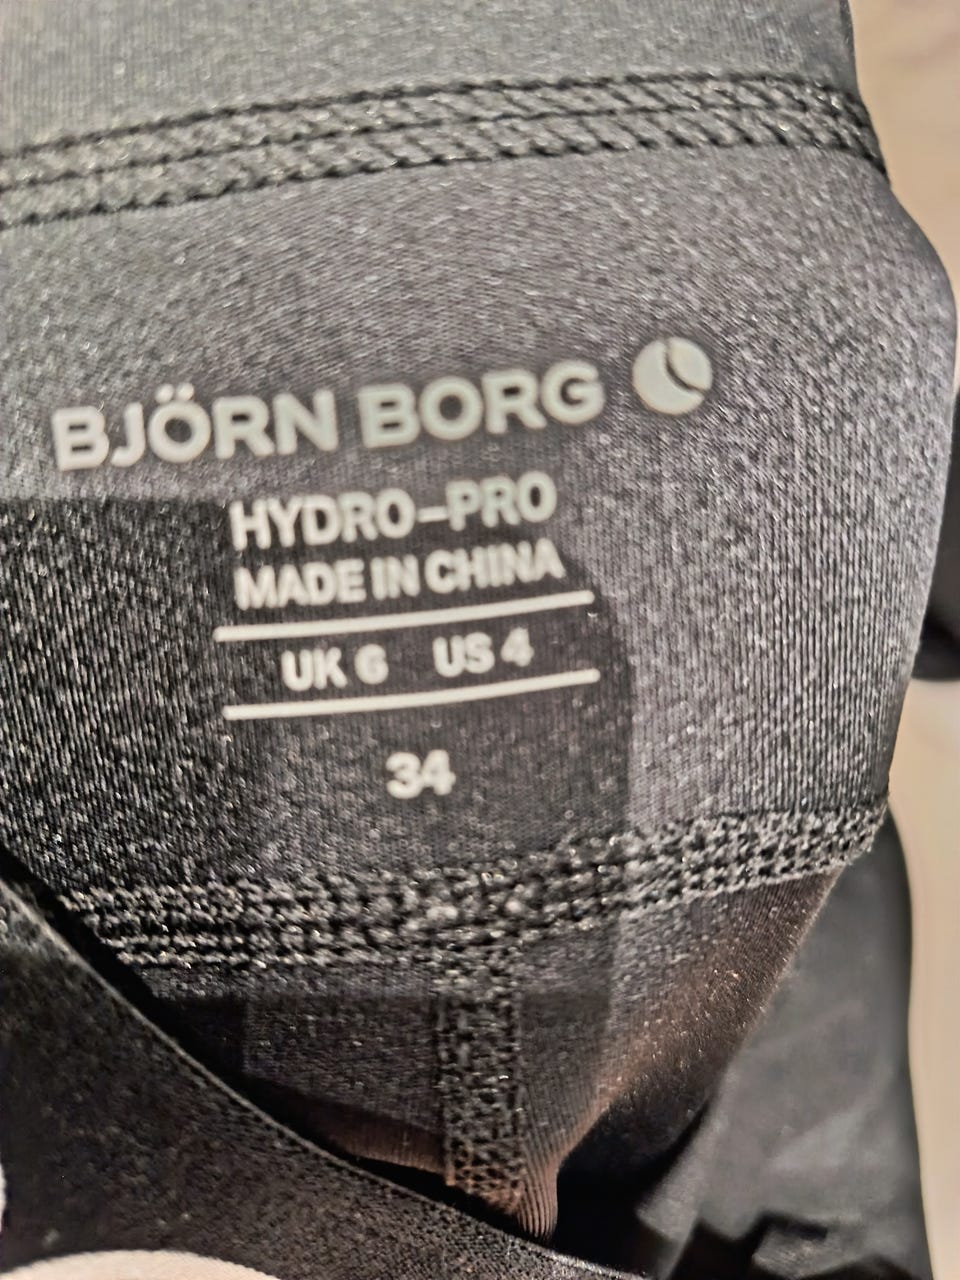 BJÖRN BORG
HYDRO-PRO
MADE IN CHINA
UK 6 US 4
34